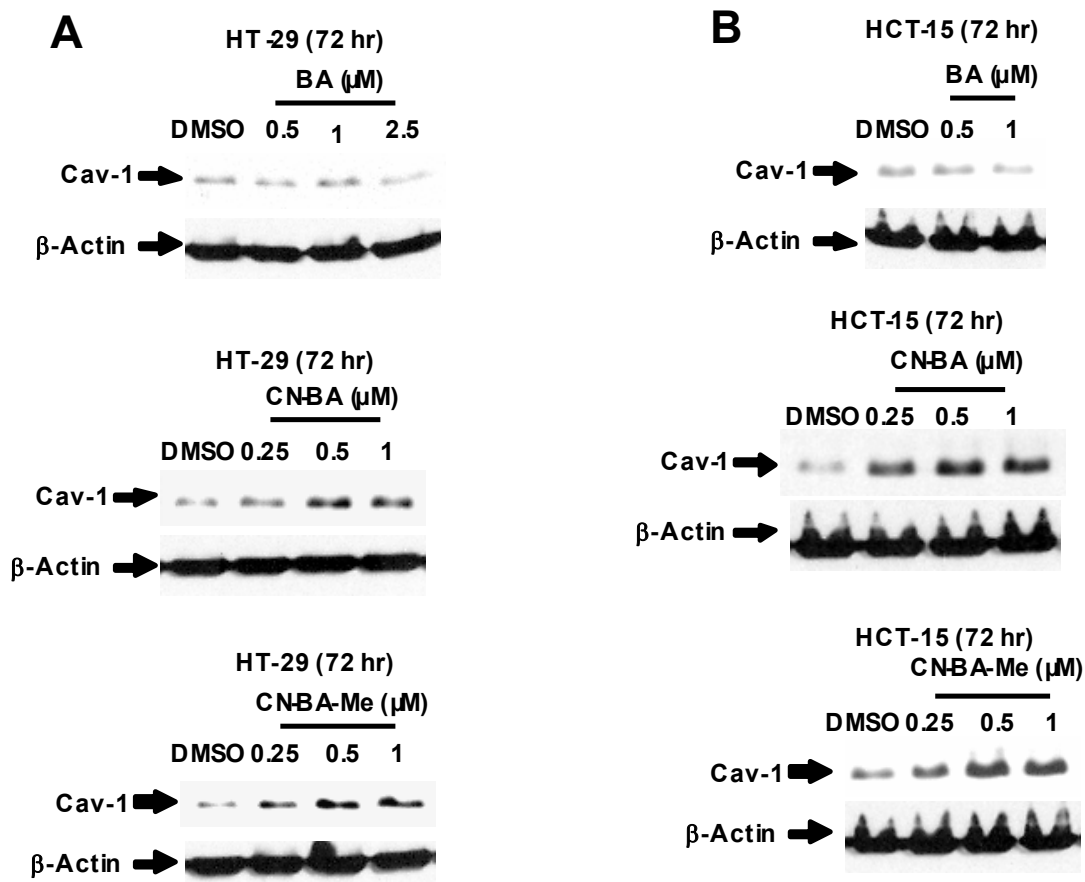 A
HT-29 (72 hr)
BA (µM)
DMSO 0.5 1 2.5
Cav-1
β-Actin
HT-29 (72 hr)
CN-BA (µM)
DMSO 0.25 0.5 1
Cav-1
β-Actin
HT-29 (72 hr)
CN-BA-Me (µM)
DMSO 0.25 0.5 1
Cav-1
β-Actin
B
HCT-15 (72 hr)
BA (µM)
DMSO 0.5 1
Cav-1
β-Actin
HCT-15 (72 hr)
CN-BA (µM)
DMSO 0.25 0.5 1
Cav-1
β-Actin
HCT-15 (72 hr)
CN-BA-Me (µM)
DMSO 0.25 0.5 1
Cav-1
β-Actin